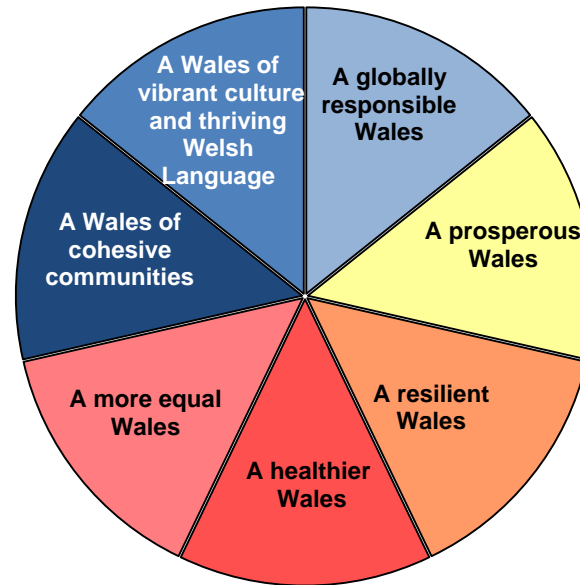 A globally
responsible
Wales
A prosperous
Wales
A resilient
Wales
A healthier
Wales
A more equal
Wales
A Wales of
cohesive
communities
A Wales of
vibrant culture
and thriving
Welsh
Language